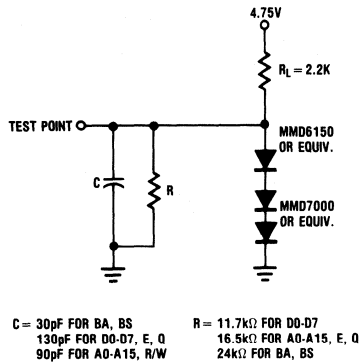 4.75V
RL = 2.2K
TEST POINT
MMD6150
OR EQUIV.
C
R
MMD7000
OR EQUIV.
C = 30pF FOR BA, BS
130pF FOR D0-D7, E, Q
90pF FOR A0-A15, R/W
R = 11.7kΩ FOR D0-D7
16.5kΩ FOR A0-A15, E, Q
24kΩ FOR BA, BS